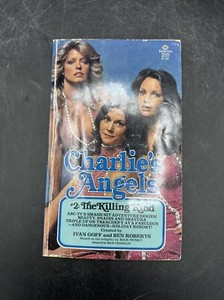 Charlie's
Angels
#2 The Killing Kind
ABC-TV'S SMASH HIT ADVENTURE SERIES!
BEAUTY, BRAINS AND BRAVURA
TRIPLE UP ON TREACHERY AT A FABULOUS
—AND DANGEROUS—HOLIDAY RESORT!
Created by
IVAN GOFF and BEN ROBERTS